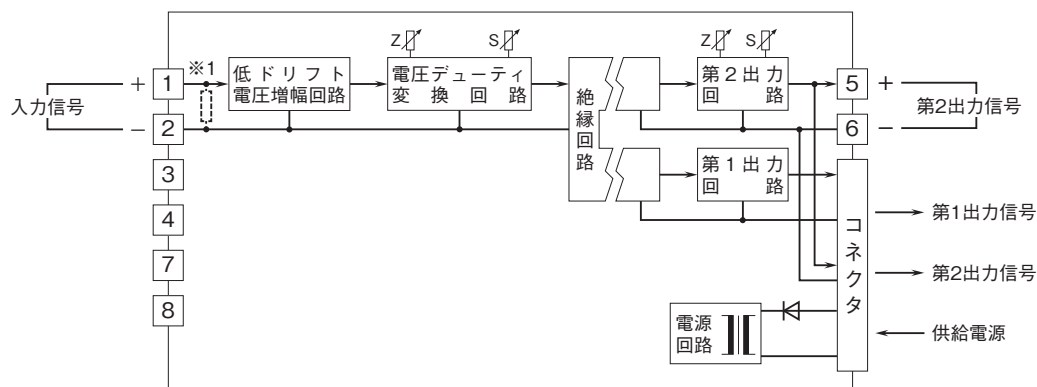 Z S
Z S
※1
入力信号
+
−
1
2
3
4
7
8
低ドリフト
電圧増幅回路
電圧デューティ
変換回路
絶縁回路
第2出力
回路
第1出力
回路
電源
回路
5
6
コネクタ
+
−
第2出力信号
第1出力信号
第2出力信号
供給電源